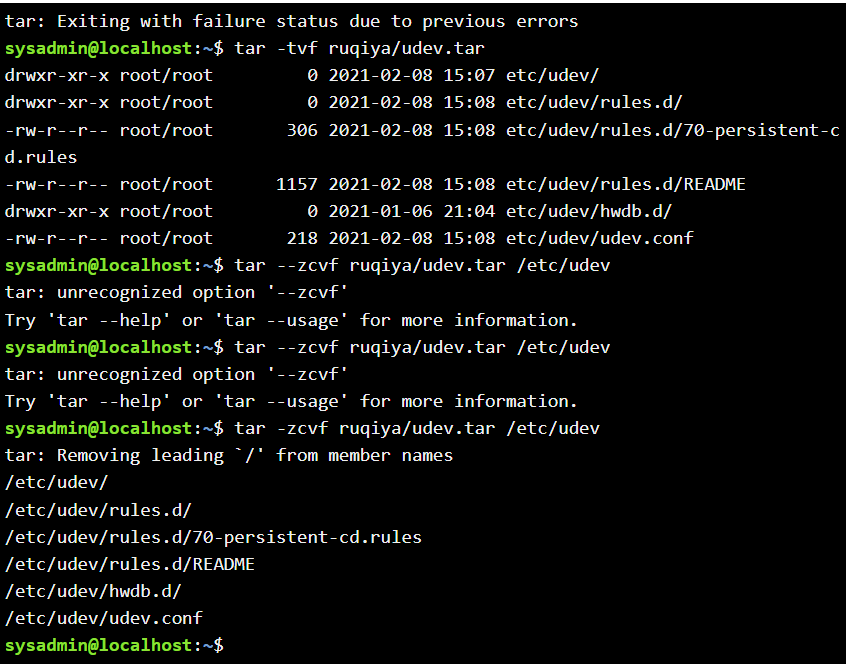 tar: Exiting with failure status due to previous errors
sysadmin@localhost:~$ tar -tvf ruqiya/udev.tar
drwxr-xr-x root/root         0 2021-02-08 15:07 etc/udev/
drwxr-xr-x root/root         0 2021-02-08 15:08 etc/udev/rules.d/
-rw-r--r-- root/root       306 2021-02-08 15:08 etc/udev/rules.d/70-persistent-c
d.rules
-rw-r--r-- root/root      1157 2021-02-08 15:08 etc/udev/rules.d/README
drwxr-xr-x root/root         0 2021-01-06 21:04 etc/udev/hwdb.d/
-rw-r--r-- root/root       218 2021-02-08 15:08 etc/udev/udev.conf
sysadmin@localhost:~$ tar --zcvf ruqiya/udev.tar /etc/udev
tar: unrecognized option '--zcvf'
Try 'tar --help' or 'tar --usage' for more information.
sysadmin@localhost:~$ tar --zcvf ruqiya/udev.tar /etc/udev
tar: unrecognized option '--zcvf'
Try 'tar --help' or 'tar --usage' for more information.
sysadmin@localhost:~$ tar -zcvf ruqiya/udev.tar /etc/udev
tar: Removing leading `/' from member names
/etc/udev/
/etc/udev/rules.d/
/etc/udev/rules.d/70-persistent-cd.rules
/etc/udev/rules.d/README
/etc/udev/hwdb.d/
/etc/udev/udev.conf
sysadmin@localhost:~$